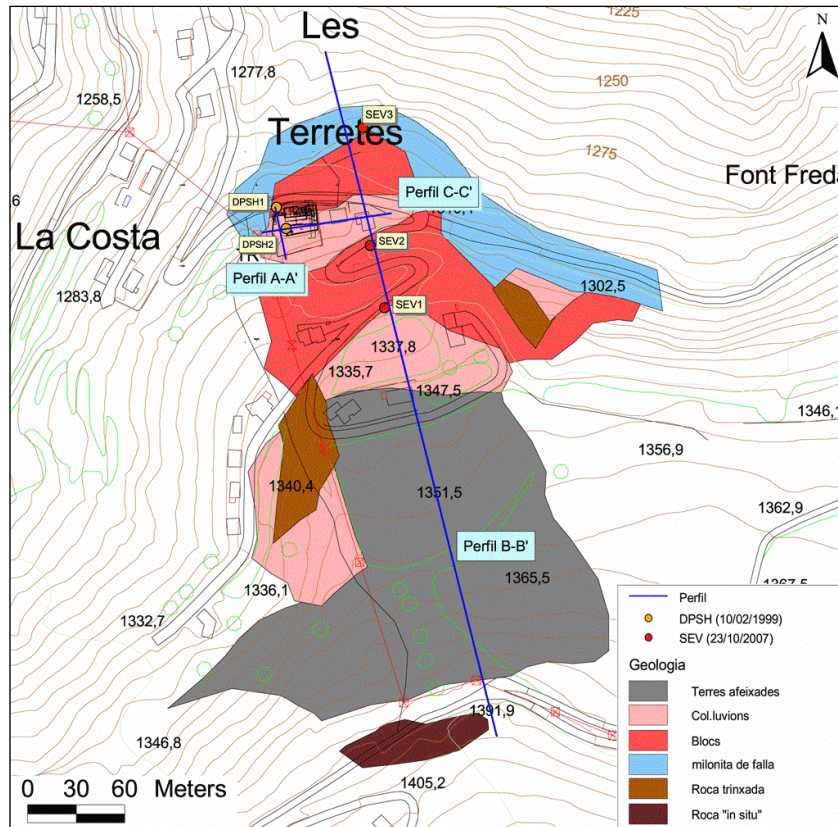 1225
Les
N
1277,8
1250
1258,5
SEV3
Terretes
1275
Font Freda
6
DPSH1
Perfil C-C'
La Costa
DPSH2
SEV2
Perfil A-A'
1283,8
1302,5
SEV1
1337,8
1335,7
1347,5
1346,1
1356,9
1340,4
1351,5
1362,9
Perfil B-B'
1365,5
1336,1
1332,7
1367,5
Perfil
DPSH (10/02/1999)
SEV (23/10/2007)
Geologia
Terres afeixades
Col.luvions
Blocs
milonita de falla
Roca trinxada
Roca "in situ"
1391,9
1346,8
1405,2
0 30 60 Meters